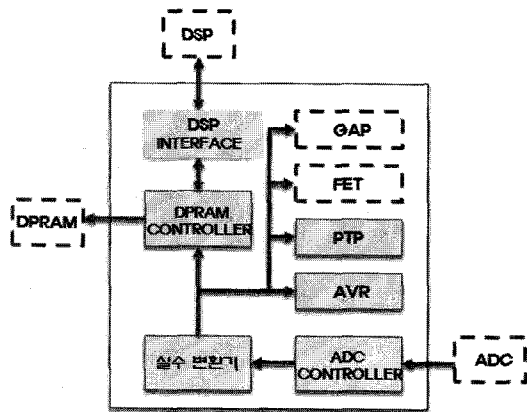 DSP
DSP
INTERFACE
GAP
FET
DPRAM
DPRAM
CONTROLLER
PTP
AVR
실수 변환기
ADC
CONTROLLER
ADC